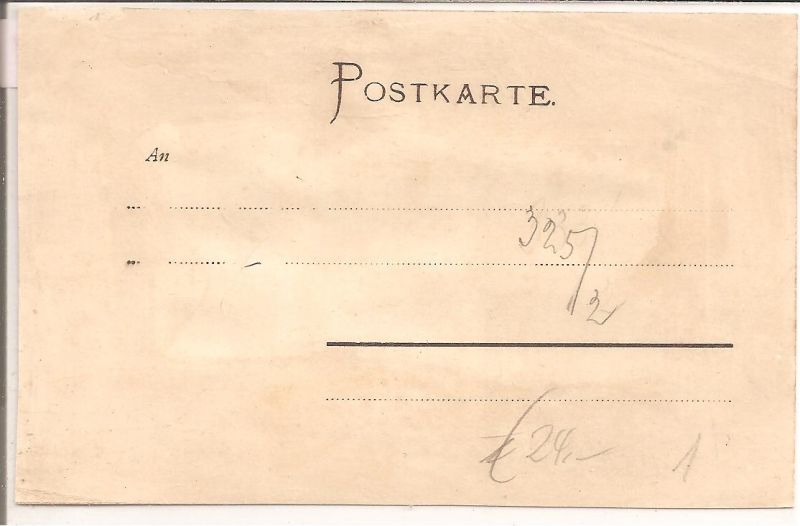 POSTKARTE.
An
325/2
€ 24,-
1